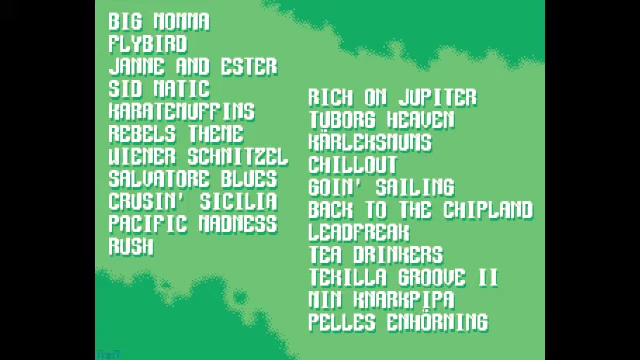 BIG MOMMA
FLYBIRD
JANNE AND ESTER
SID MATIC
KARATEMUFFINS
REBELS THEME
WIENER SCHNITZEL
SALVATORE BLUES
CRUSIN' SICILIA
PACIFIC MADNESS
RUSH
RICH ON JUPITER
TUBORG HEAVEN
KÄRLEKSMUMS
CHILLOUT
GOIN' SAILING
BACK TO THE CHIPLAND
LEADFREAK
TEA DRINKERS
TEKILLA GROOVE II
MIN KNARKPIPA
PELLES ENHÖRNING